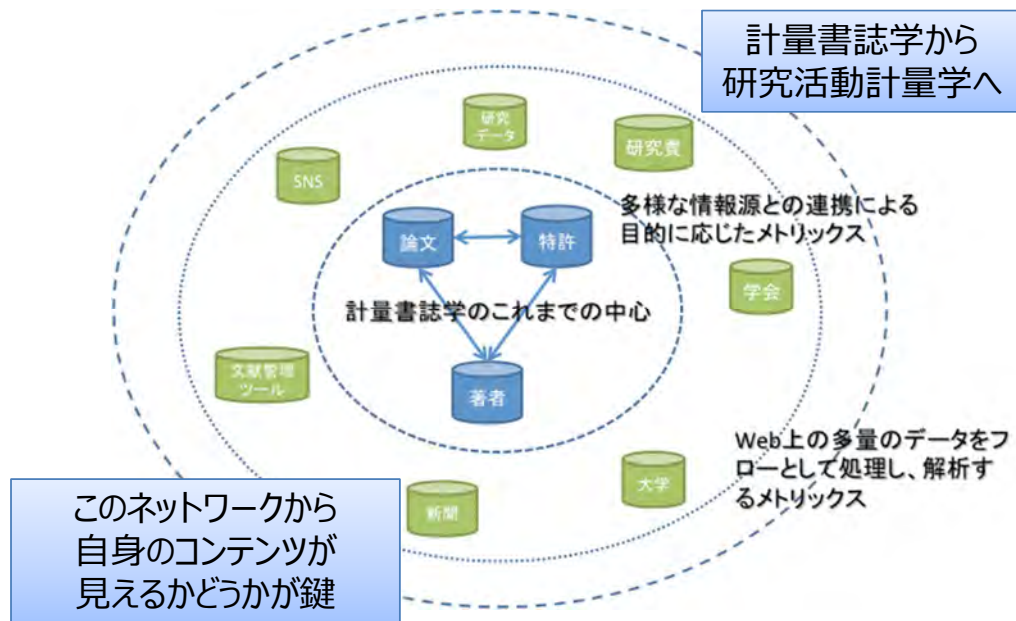 計量書誌学から
研究活動計量学へ
研究
データ
研究費
SNS
多様な情報源との連携による
目的に応じたメトリックス
論文
特許
学会
計量書誌学のこれまでの中心
文献管理
ツール
著者
Web上の多量のデータをフ
ローとして処理し、解析す
るメトリックス
大学
新聞
このネットワークから
自身のコンテンツが
見えるかどうかが鍵